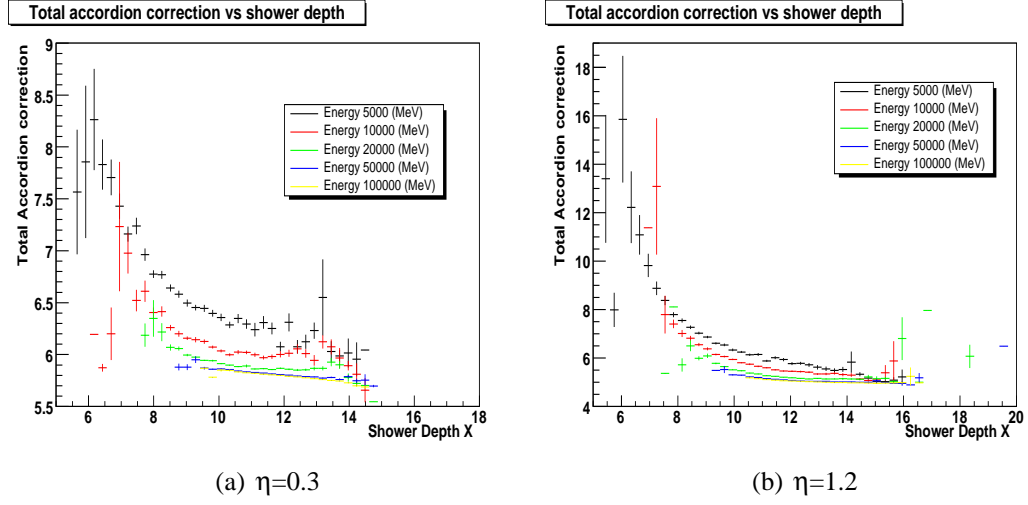 Total accordion correction vs shower depth
Total Accordion correction
9
8.5
8
7.5
7
6.5
6
5.5
6 8 10 12 14 16 18
Shower Depth X
Energy 5000 (MeV)
Energy 10000 (MeV)
Energy 20000 (MeV)
Energy 50000 (MeV)
Energy 100000 (MeV)
(a) η=0.3
Total accordion correction vs shower depth
Total Accordion correction
18
16
14
12
10
8
6
4
6 8 10 12 14 16 18 20
Shower Depth X
Energy 5000 (MeV)
Energy 10000 (MeV)
Energy 20000 (MeV)
Energy 50000 (MeV)
Energy 100000 (MeV)
(b) η=1.2